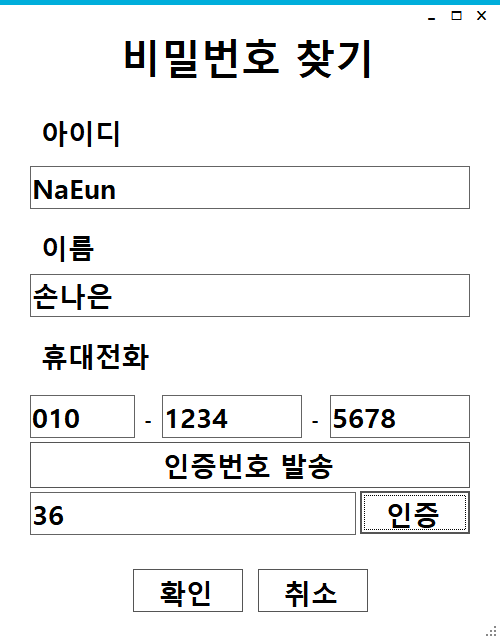 비밀번호 찾기
아이디
NaEun
이름
손나은
휴대전화
010 - 1234 - 5678
인증번호 발송
36 인증
확인 취소